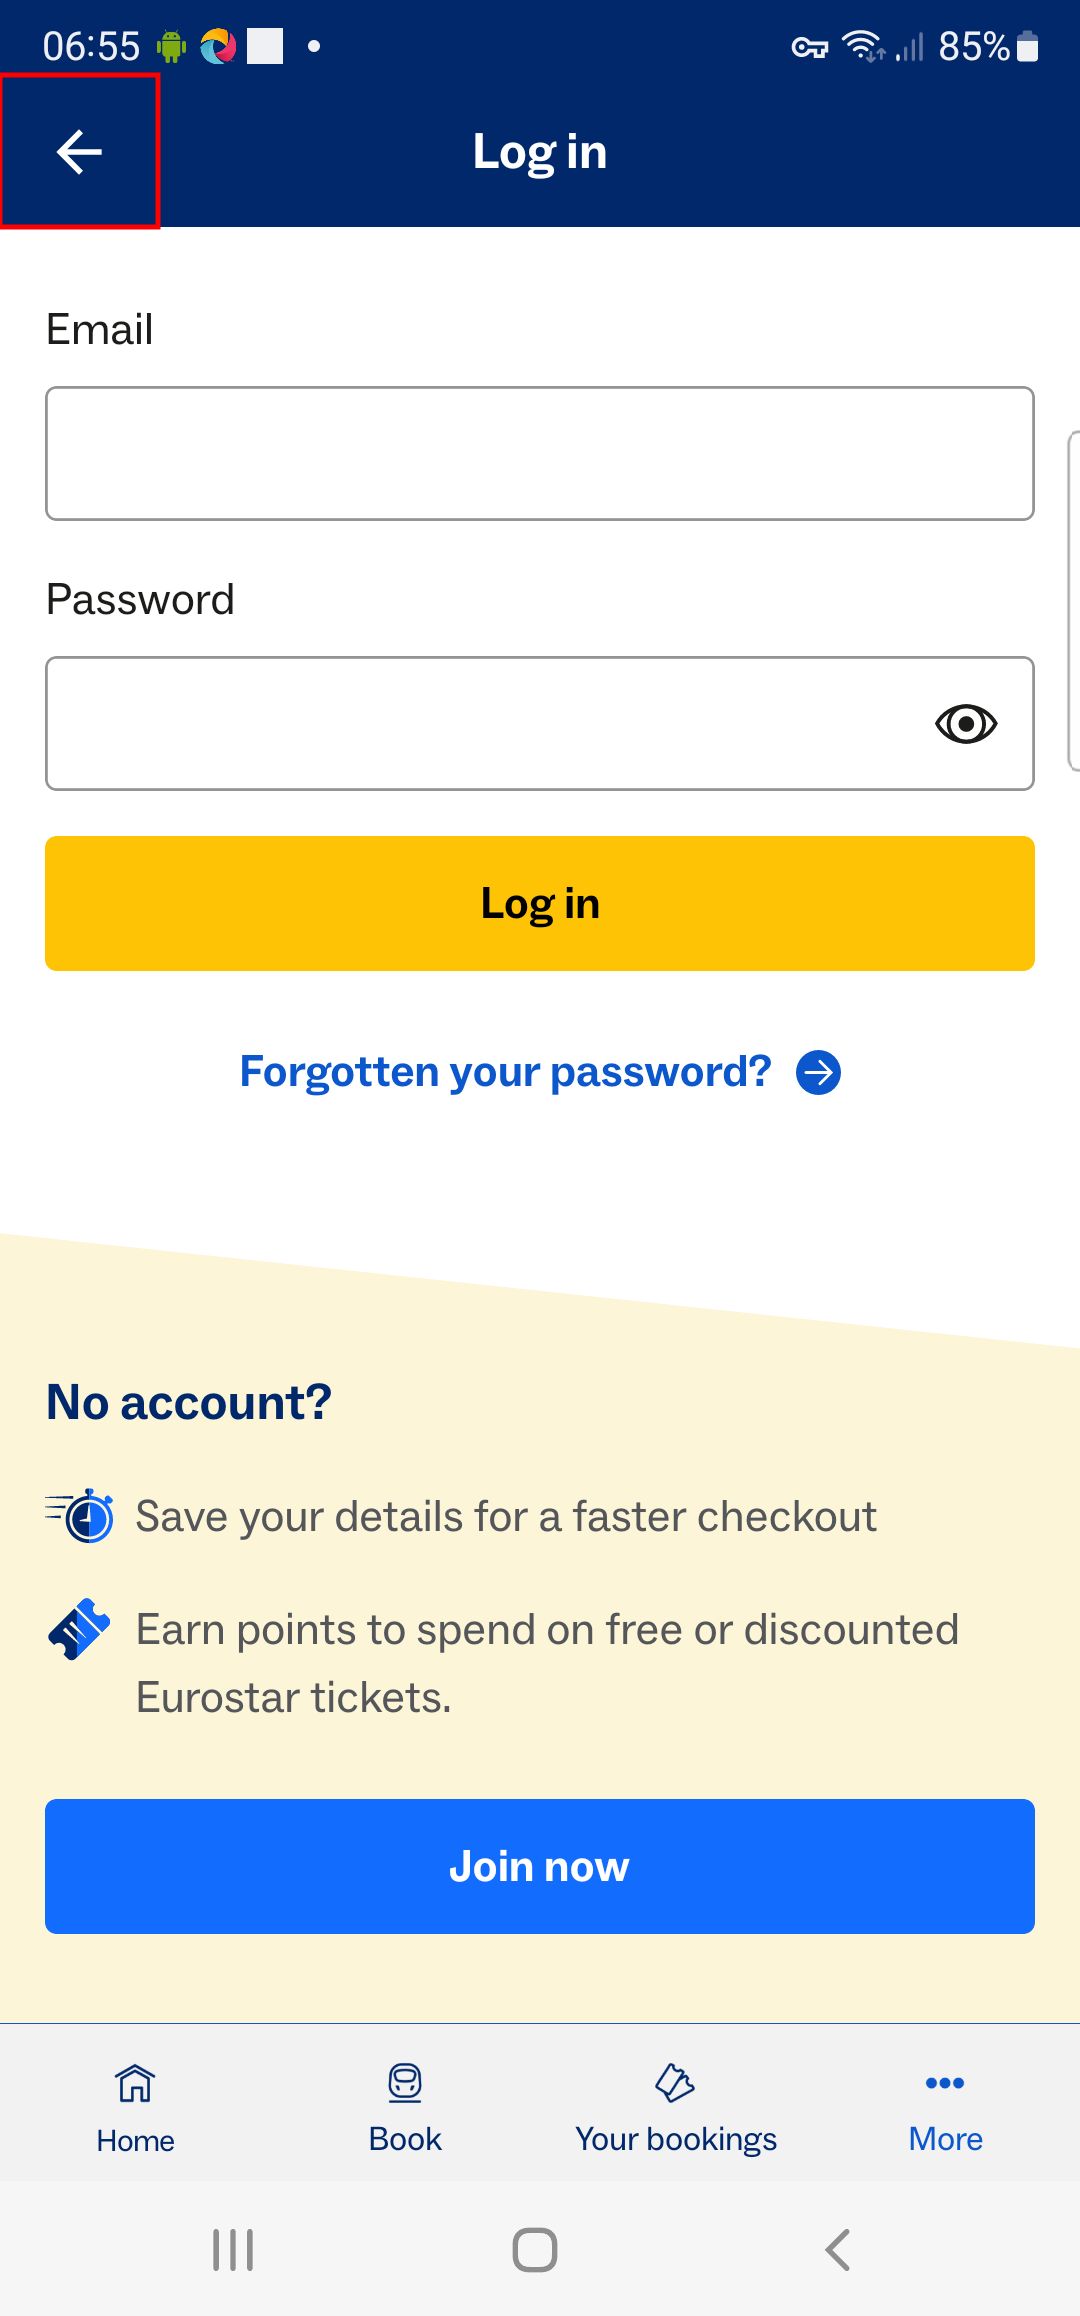 06:55
85%
Log in
Email
Password
Log in
Forgotten your password?
No account?
Save your details for a faster checkout
Earn points to spend on free or discounted
Eurostar tickets.
Join now
Home
Book
Your bookings
More